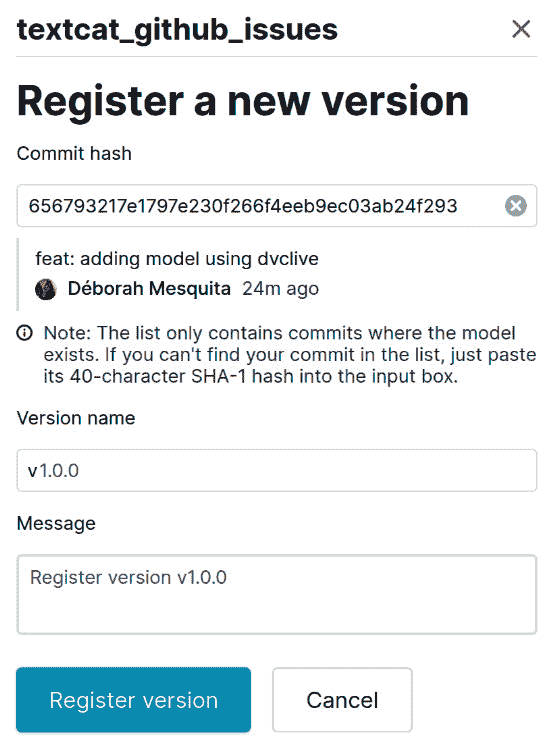 textcat_github_issues
Register a new version
Commit hash
656793217e1797e230f266f4eeb9ec03ab24f293
feat: adding model using dvclive
Déborah Mesquita 24m ago
Note: The list only contains commits where the model
exists. If you can't find your commit in the list, just paste
its 40-character SHA-1 hash into the input box.
Version name
v1.0.0
Message
Register version v1.0.0
Register version Cancel